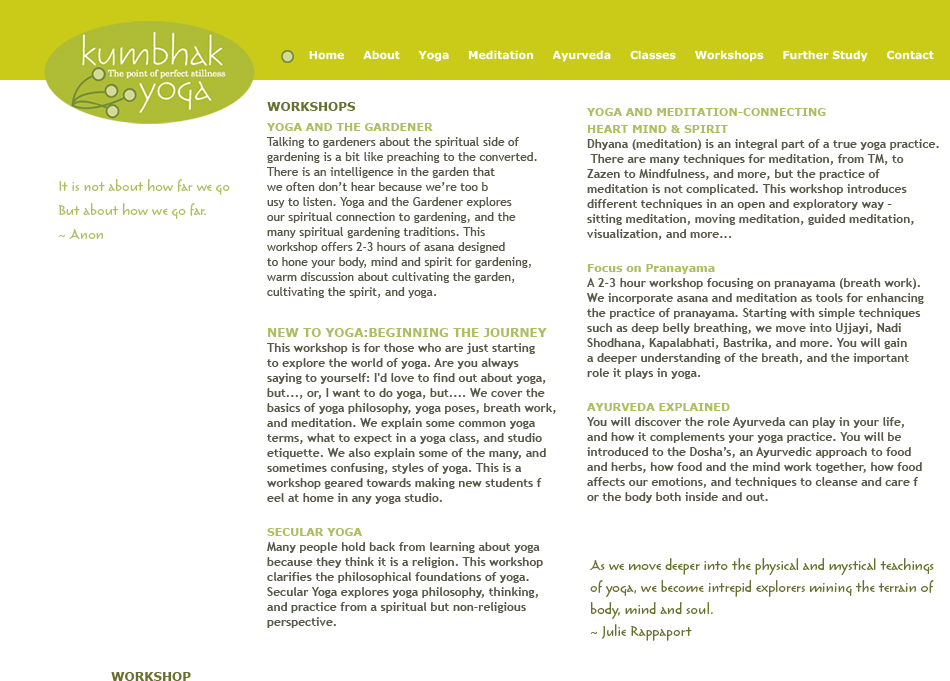 kumbhak
The point of perfect stillness
yoga
Home About Yoga Meditation Ayurveda Classes Workshops Further Study Contact
It is not about how far we go
But about how we go far.
~ Anon
WORKSHOPS
YOGA AND THE GARDENER
Talking to gardeners about the spiritual side of
gardening is a bit like preaching to the converted.
There is an intelligence in the garden that
we often don’t hear because we’re too b
usy to listen. Yoga and the Gardener explores
our spiritual connection to gardening, and the
many spiritual gardening traditions. This
workshop offers 2-3 hours of asana designed
to hone your body, mind and spirit for gardening,
warm discussion about cultivating the garden,
cultivating the spirit, and yoga.
NEW TO YOGA:BEGINNING THE JOURNEY
This workshop is for those who are just starting
to explore the world of yoga. Are you always
saying to yourself: I'd love to find out about yoga,
but..., or, I want to do yoga, but.... We cover the
basics of yoga philosophy, yoga poses, breath work,
and meditation. We explain some common yoga
terms, what to expect in a yoga class, and studio
etiquette. We also explain some of the many, and
sometimes confusing, styles of yoga. This is a
workshop geared towards making new students f
eel at home in any yoga studio.
SECULAR YOGA
Many people hold back from learning about yoga
because they think it is a religion. This workshop
clarifies the philosophical foundations of yoga.
Secular Yoga explores yoga philosophy, thinking,
and practice from a spiritual but non-religious
perspective.
YOGA AND MEDITATION-CONNECTING
HEART MIND & SPIRIT
Dhyana (meditation) is an integral part of a true yoga practice.
There are many techniques for meditation, from TM, to
Zazen to Mindfulness, and more, but the practice of
meditation is not complicated. This workshop introduces
different techniques in an open and exploratory way –
sitting meditation, moving meditation, guided meditation,
visualization, and more...
Focus on Pranayama
A 2-3 hour workshop focusing on pranayama (breath work).
We incorporate asana and meditation as tools for enhancing
the practice of pranayama. Starting with simple techniques
such as deep belly breathing, we move into Ujjayi, Nadi
Shodhana, Kapalabhati, Bastrika, and more. You will gain
a deeper understanding of the breath, and the important
role it plays in yoga.
AYURVEDA EXPLAINED
You will discover the role Ayurveda can play in your life,
and how it complements your yoga practice. You will be
introduced to the Dosha’s, an Ayurvedic approach to food
and herbs, how food and the mind work together, how food
affects our emotions, and techniques to cleanse and care f
or the body both inside and out.
As we move deeper into the physical and mystical teachings
of yoga, we become intrepid explorers mining the terrain of
body, mind and soul.
~ Julie Rappaport
WORKSHOP